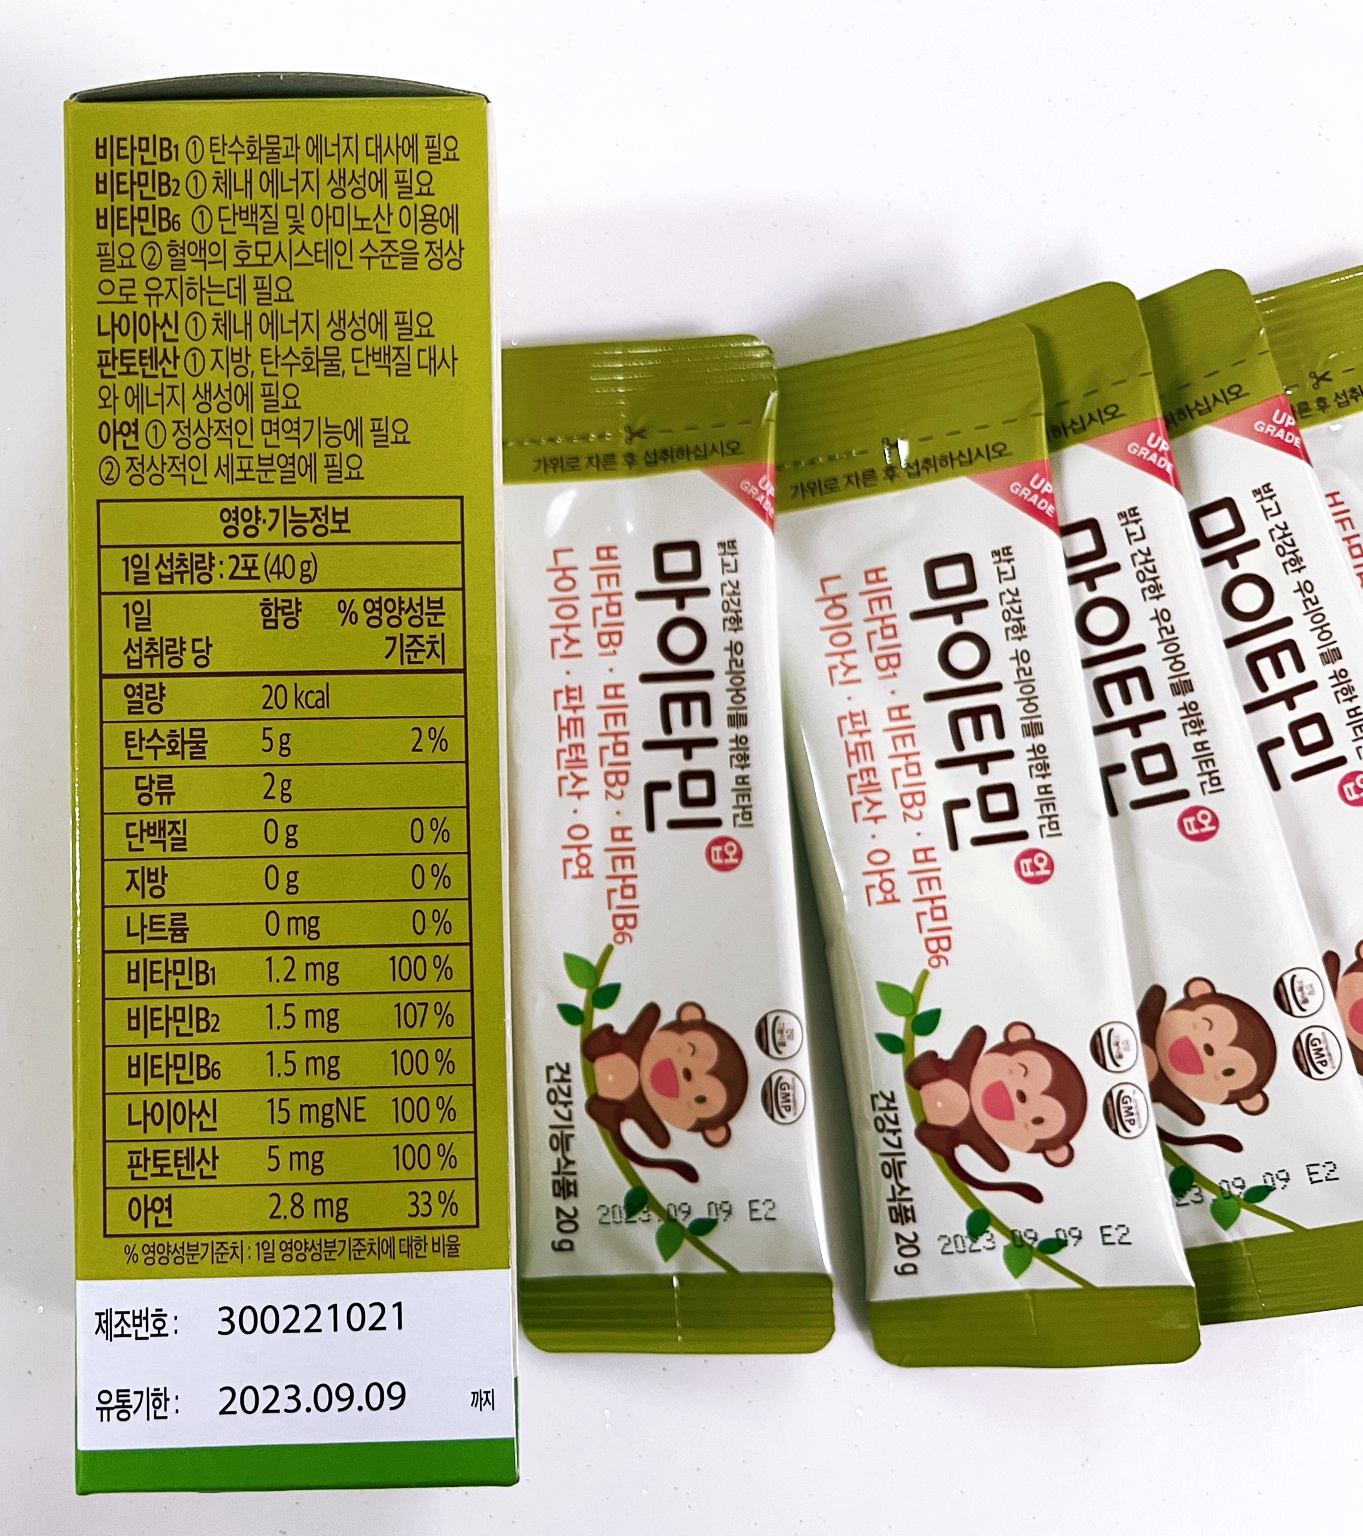 비타민B1 ① 탄수화물과 에너지 대사에 필요
비타민B2 ① 체내 에너지 생성에 필요
비타민B6 ① 단백질 및 아미노산 이용에
필요 ② 혈액의 호모시스테인 수준을 정상
으로 유지하는데 필요
나이아신 ① 체내 에너지 생성에 필요
판토텐산 ① 지방, 탄수화물, 단백질 대사
와 에너지 생성에 필요
아연 ① 정상적인 면역기능에 필요
② 정상적인 세포분열에 필요
영양·기능정보
1일 섭취량 : 2포 (40 g)
1일 함량 % 영양성분
섭취량 당 기준치
열량 20 kcal
탄수화물 5 g 2 %
당류 2 g
단백질 0 g 0 %
지방 0 g 0 %
나트륨 0 mg 0 %
비타민B1 1.2 mg 100 %
비타민B2 1.5 mg 107 %
비타민B6 1.5 mg 100 %
나이아신 15 mgNE 100 %
판토텐산 5 mg 100 %
아연 2.8 mg 33 %
% 영양성분기준치 : 1일 영양성분기준치에 대한 비율
제조번호 : 300221021
유통기한 : 2023.09.09 까지
가위로 자른 후 섭취하십시오
UP
GRADE
밝고 건강한 우리아이를 위한 비타민
마이타민 업
비타민B1 · 비타민B2 · 비타민B6
나이아신 · 판토텐산 · 아연
GMP
건강기능식품 20 g
2023.09.09 E2
가위로 자른 후 섭취하십시오
UP
GRADE
밝고 건강한 우리아이를 위한 비타민
마이타민 업
비타민B1 · 비타민B2 · 비타민B6
나이아신 · 판토텐산 · 아연
GMP
건강기능식품 20 g
2023.09.09 E2
하십시오
UP
GRADE
밝고 건강한 우리아이를 위한 비타민
마이타민 업
GMP
23.09.09 E2
취하십시오
UP
GRADE
밝고 건강한 우리아이를 위한 비타민
마이타민 업